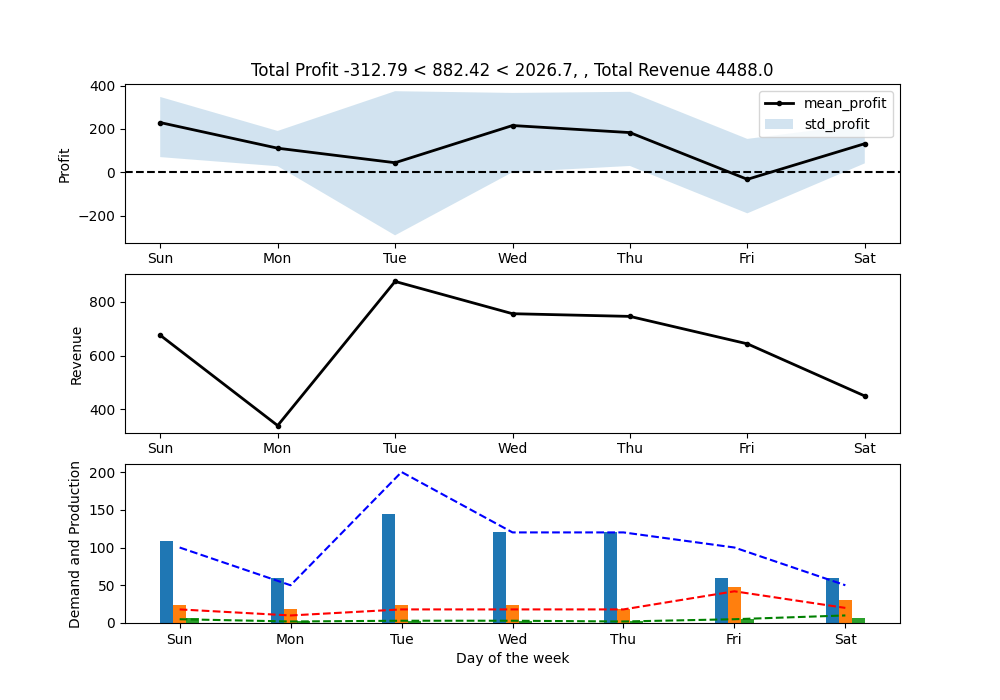 Total Profit -312.79 < 882.42 < 2026.7, , Total Revenue 4488.0
400
200
0
−200
Profit
mean_profit
std_profit
Sun Mon Tue Wed Thu Fri Sat
800
600
400
Revenue
Sun Mon Tue Wed Thu Fri Sat
200
150
100
50
0
Demand and Production
Sun Mon Tue Wed Thu Fri Sat
Day of the week